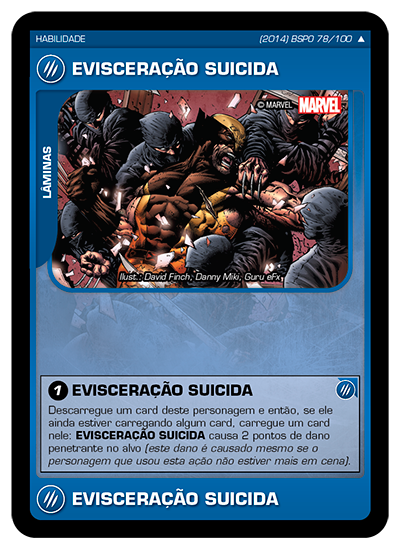 HABILIDADE (2014) BSP0 78/100 ▲
EVISCERAÇÃO SUICIDA
LÂMINAS
© MARVEL MARVEL
Ilust.: David Finch, Danny Miki, Guru eFx
1 EVISCERAÇÃO SUICIDA
Descarregue um card deste personagem e então, se ele
ainda estiver carregando algum card, carregue um card
nele: EVISCERAÇÃO SUICIDA causa 2 pontos de dano
penetrante no alvo (este dano é causado mesmo se o
personagem que usou esta ação não estiver mais em cena).
EVISCERAÇÃO SUICIDA